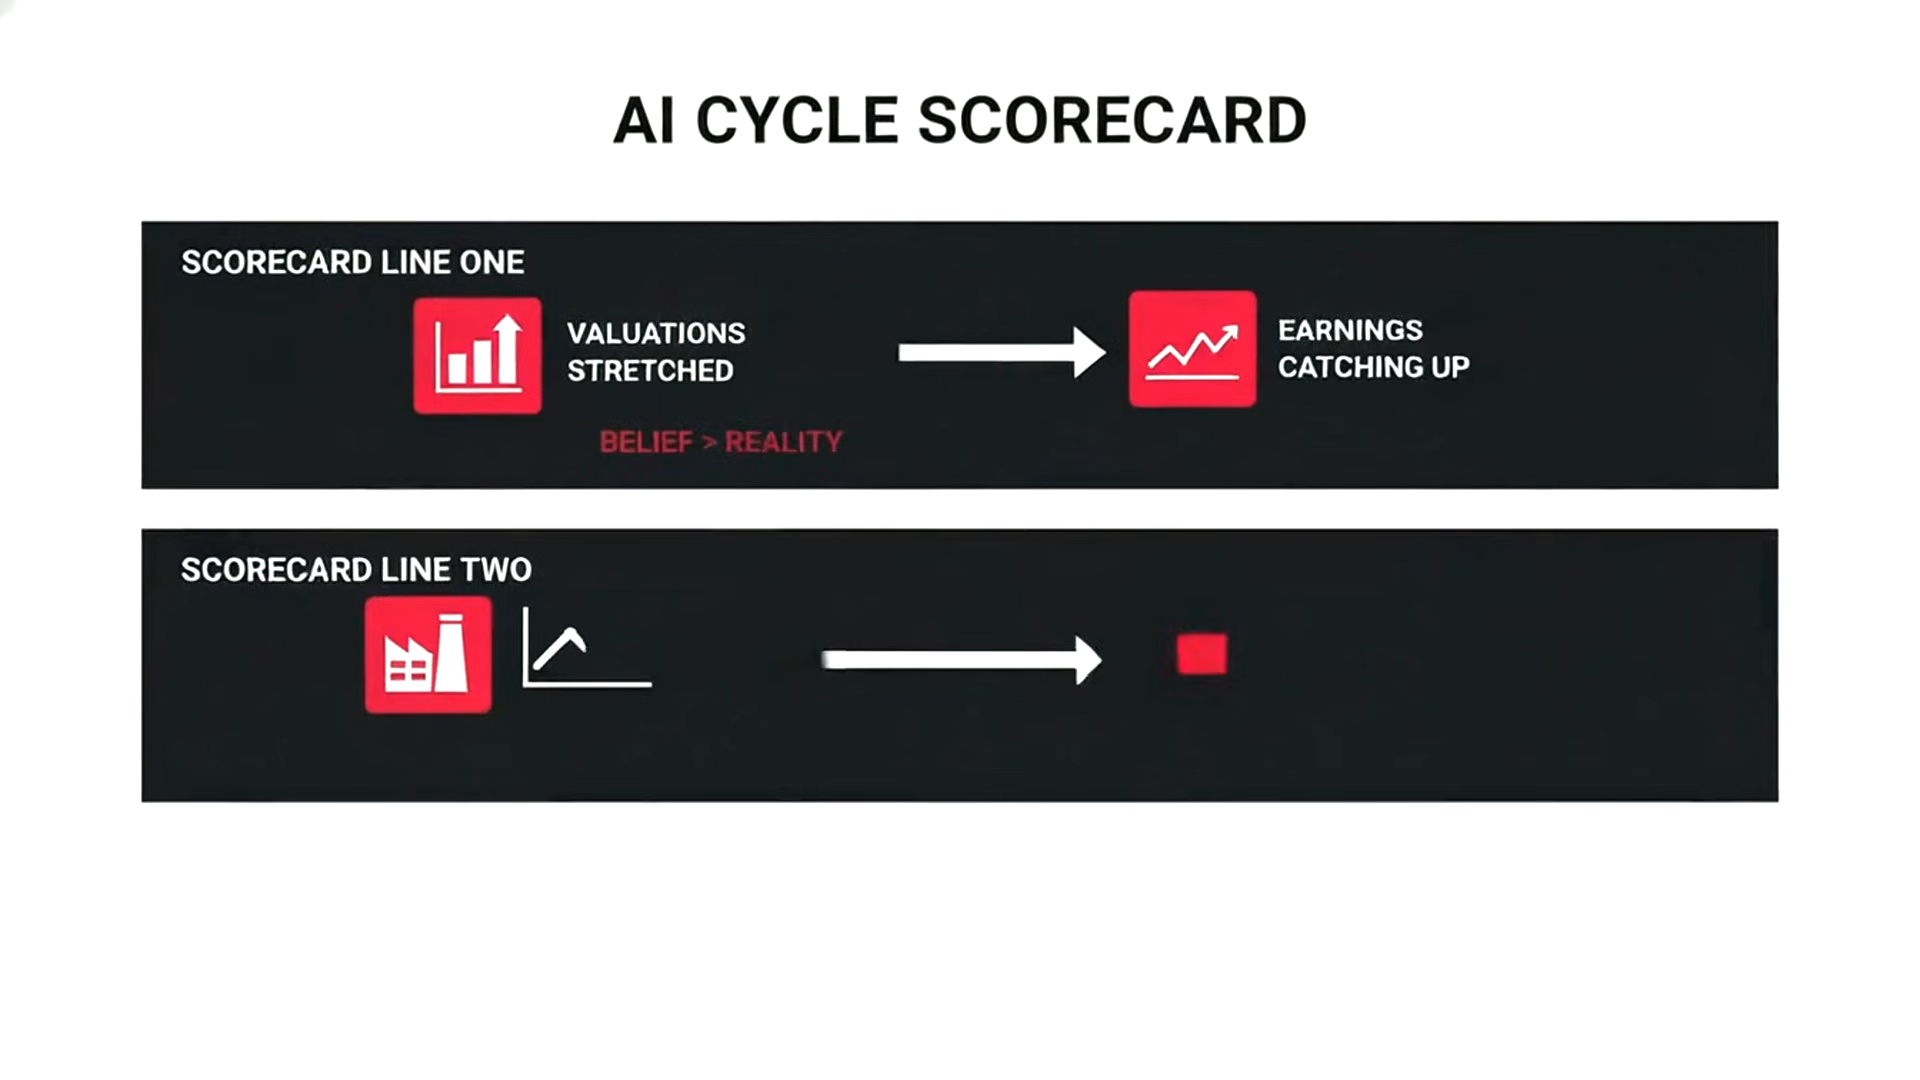 AI CYCLE SCORECARD
SCORECARD LINE ONE
VALUATIONS
STRETCHED
EARNINGS
CATCHING UP
BELIEF > REALITY
SCORECARD LINE TWO